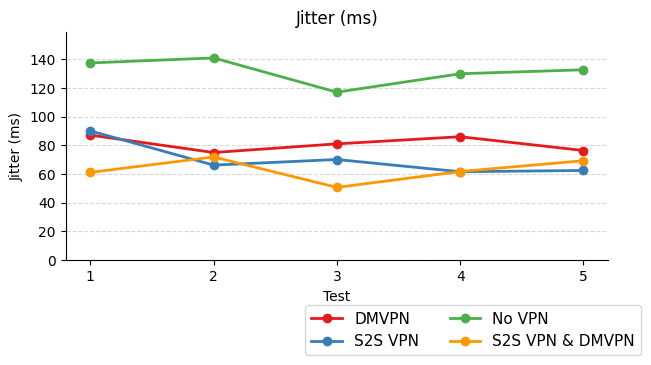 Jitter (ms)
Jitter (ms)
140
120
100
80
60
40
20
0
1 2 3 4 5
Test
DMVPN No VPN
S2S VPN S2S VPN & DMVPN